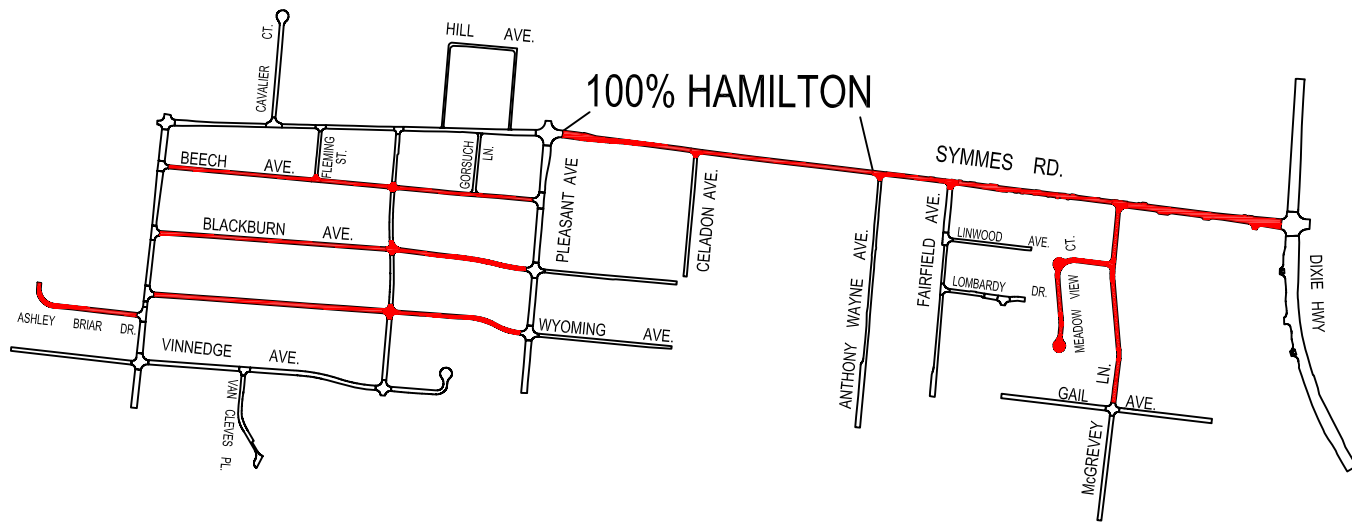 HILL AVE.
CAVALIER CT.
100% HAMILTON
FLEMING
ST.
GORSUCH
LN.
BEECH AVE.
SYMMES RD.
PLEASANT AVE
CELADON AVE.
BLACKBURN AVE.
ANTHONY WAYNE AVE.
FAIRFIELD AVE.
LINWOOD AVE.
LOMBARDY DR.
MEADOW VIEW CT.
DIXIE HWY
ASHLEY BRIAR DR.
WYOMING AVE.
VINNEDGE AVE.
VAN CLEVES PL.
GAIL AVE.
McGREVEY LN.